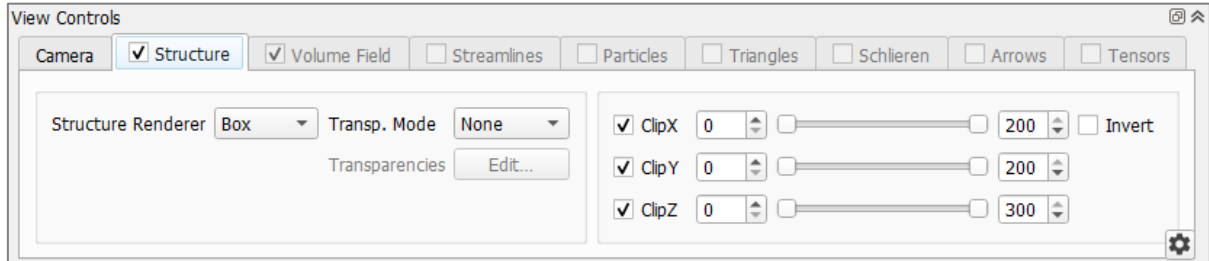 View Controls
Camera Structure Volume Field Streamlines Particles Triangles Schlieren Arrows Tensors
Structure Renderer Box Transp. Mode None
Transparencies Edit...
ClipX 0 200 Invert
ClipY 0 200
ClipZ 0 300